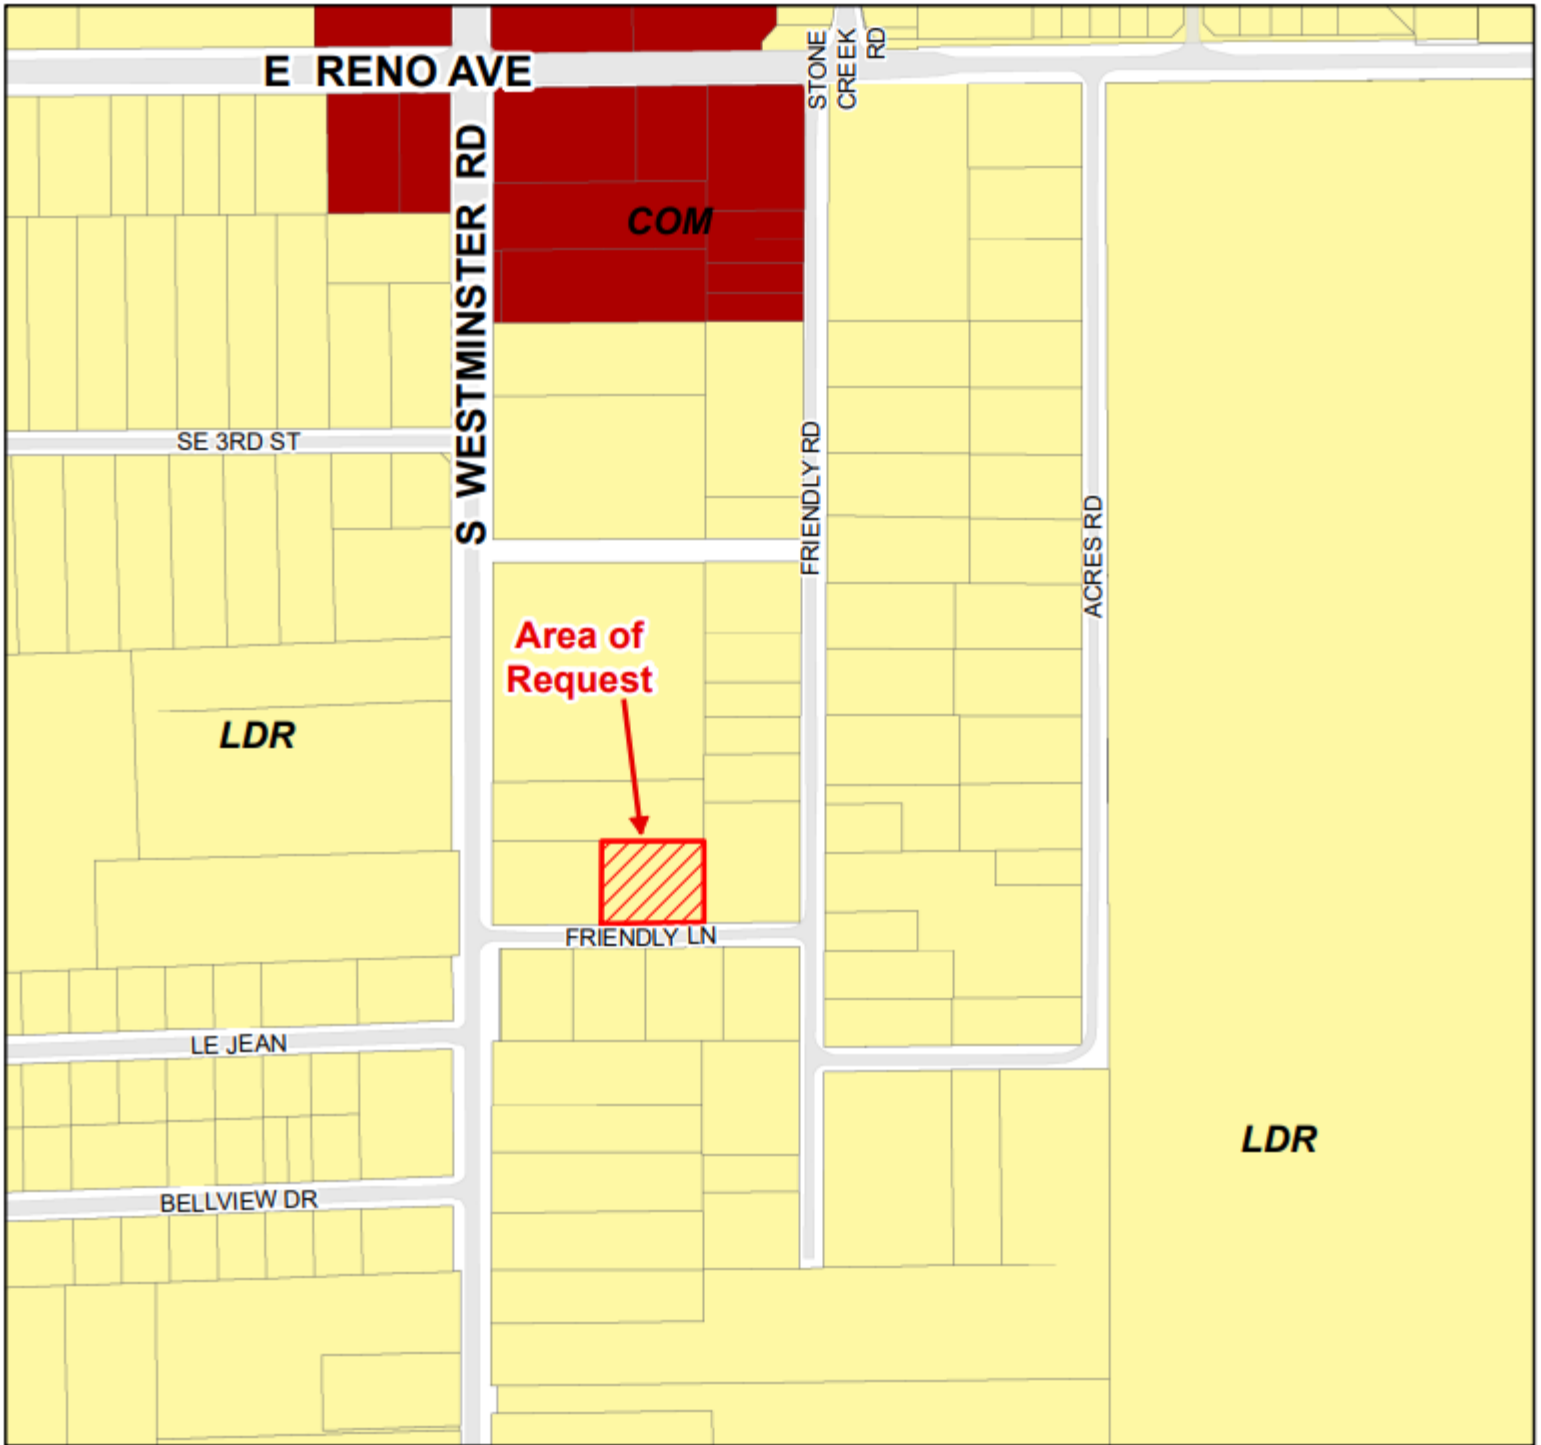 E RENO AVE
STONE
CREEK
RD
S WESTMINSTER RD
COM
SE 3RD ST
FRIENDLY RD
ACRES RD
Area of
Request
LDR
FRIENDLY LN
LE JEAN
LDR
BELLVIEW DR